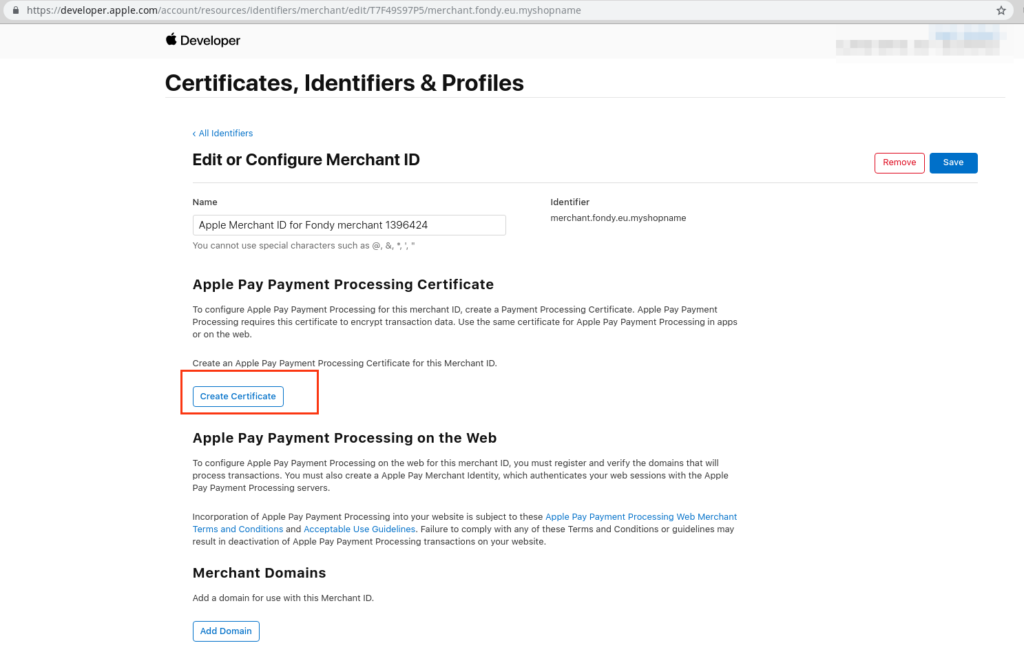 https://developer.apple.com/account/resources/identifiers/merchant/edit/T7F49S97P5/merchant.fondy.eu.myshopname
Developer
Certificates, Identifiers & Profiles
‹ All Identifiers
Edit or Configure Merchant ID
Remove
Save
Name
Identifier
Apple Merchant ID for Fondy merchant 1396424
merchant.fondy.eu.myshopname
You cannot use special characters such as @, &, *, ', "
Apple Pay Payment Processing Certificate
To configure Apple Pay Payment Processing for this merchant ID, create a Payment Processing Certificate. Apple Pay Payment
Processing requires this certificate to encrypt transaction data. Use the same certificate for Apple Pay Payment Processing in apps
or on the web.
Create an Apple Pay Payment Processing Certificate for this Merchant ID.
Create Certificate
Apple Pay Payment Processing on the Web
To configure Apple Pay Payment Processing on the web for this merchant ID, you must register and verify the domains that will
process transactions. You must also create a Apple Pay Merchant Identity, which authenticates your web sessions with the Apple
Pay Payment Processing servers.
Incorporation of Apple Pay Payment Processing into your website is subject to these Apple Pay Payment Processing Web Merchant
Terms and Conditions and Acceptable Use Guidelines. Failure to comply with any of these Terms and Conditions or guidelines may
result in deactivation of Apple Pay Payment Processing transactions on your website.
Merchant Domains
Add a domain for use with this Merchant ID.
Add Domain